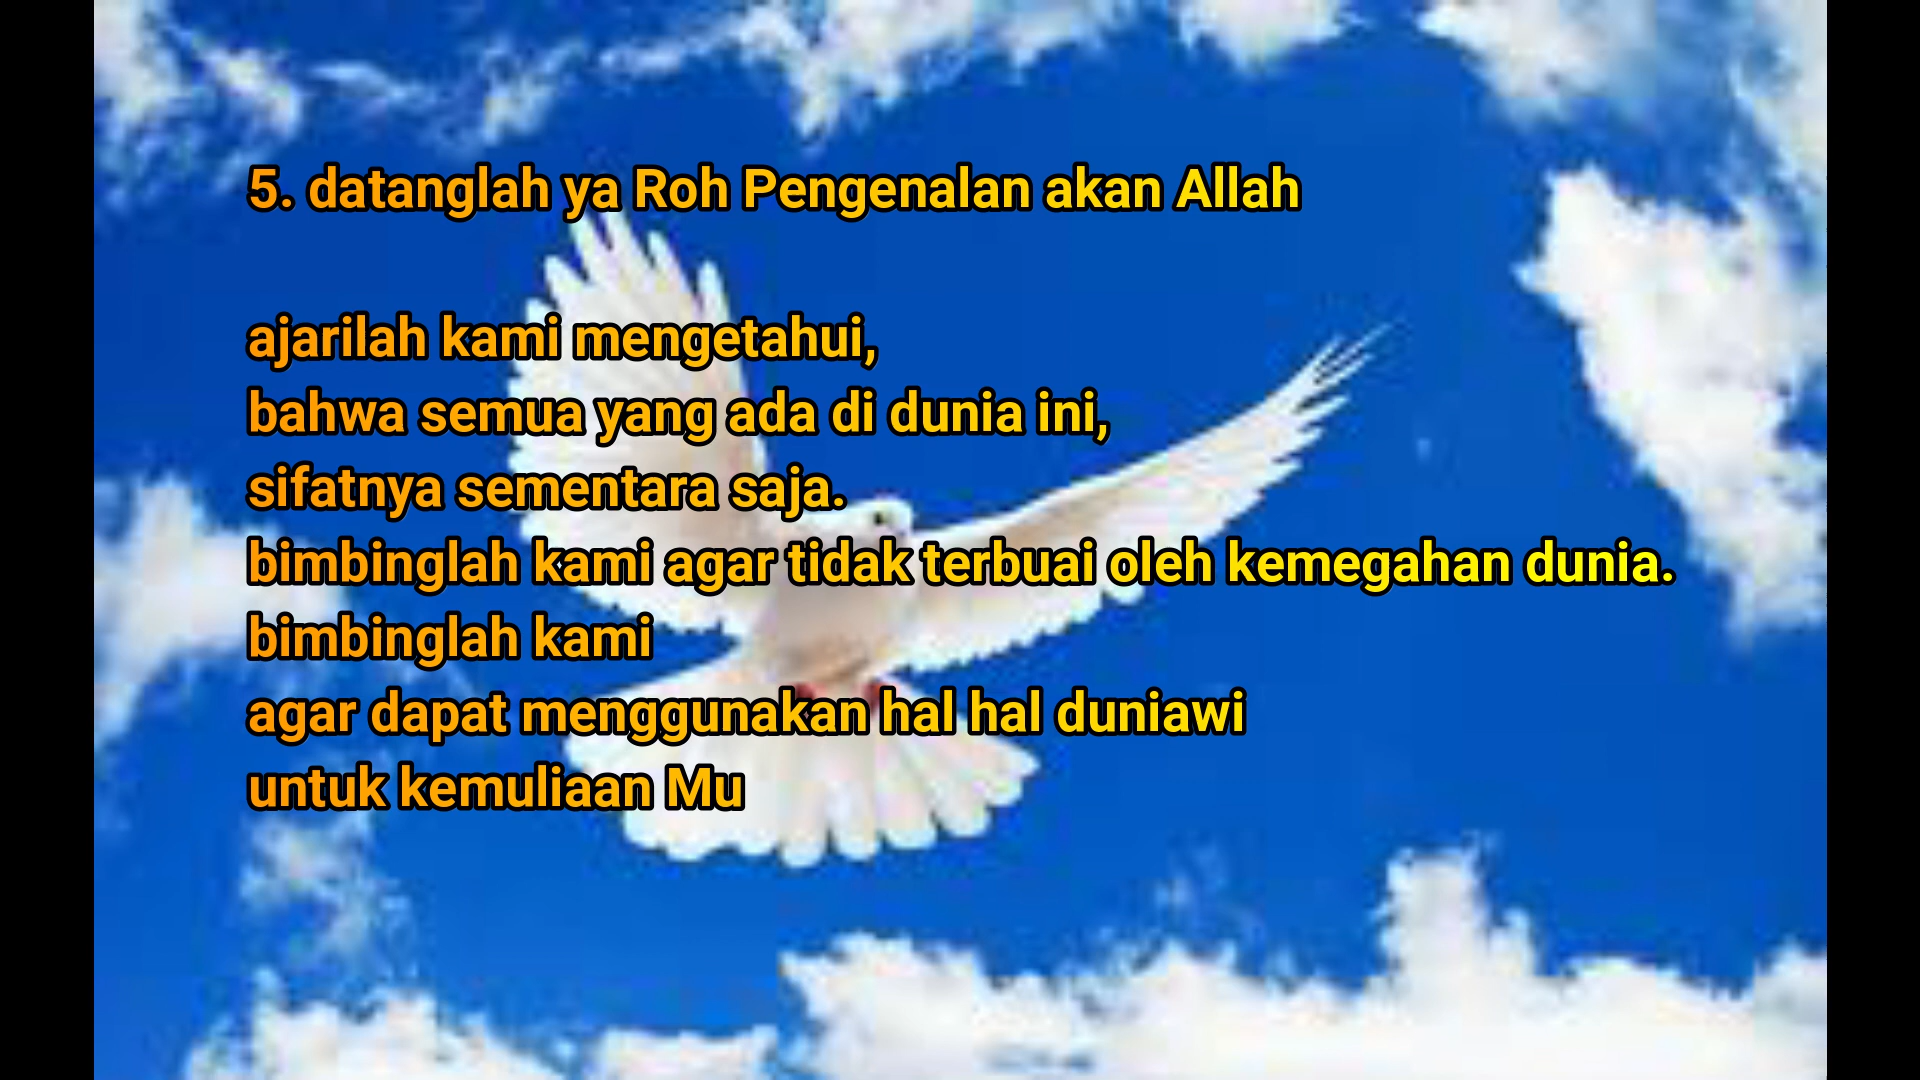 5. datanglah ya Roh Pengenalan akan Allah
ajarilah kami mengetahui,
bahwa semua yang ada di dunia ini,
sifatnya sementara saja.
bimbinglah kami agar tidak terbuai oleh kemegahan dunia.
bimbinglah kami
agar dapat menggunakan hal hal duniawi
untuk kemuliaan Mu